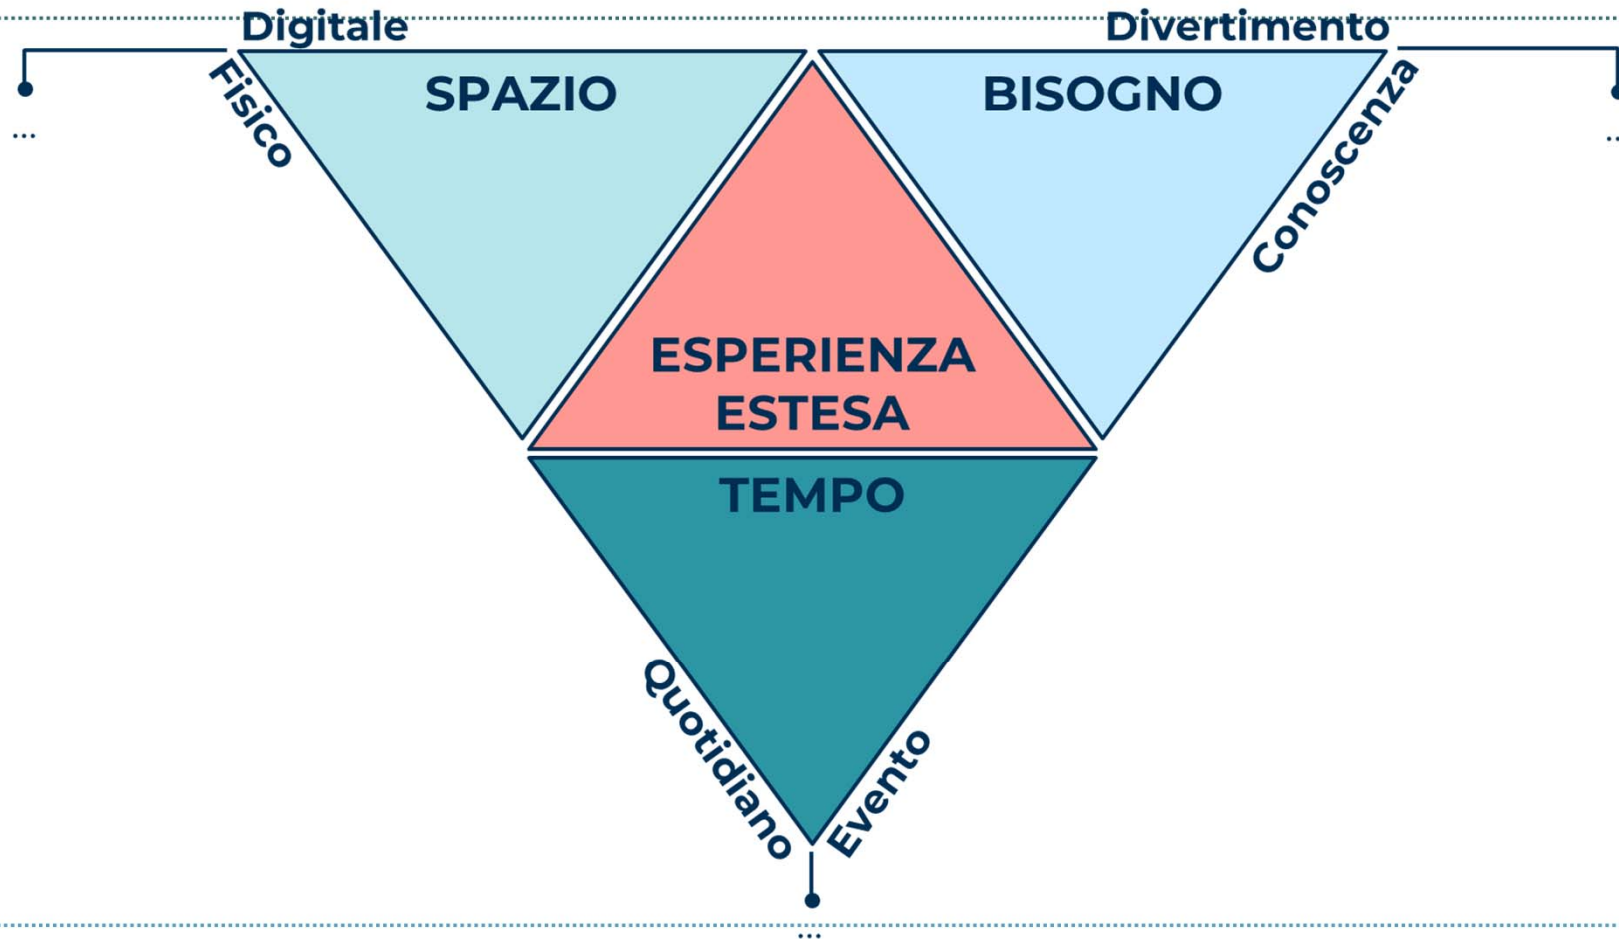 Digitale
Divertimento
Fisico
SPAZIO
BISOGNO
Conoscenza
...
...
ESPERIENZA
ESTESA
TEMPO
Quotidiano
Evento
...